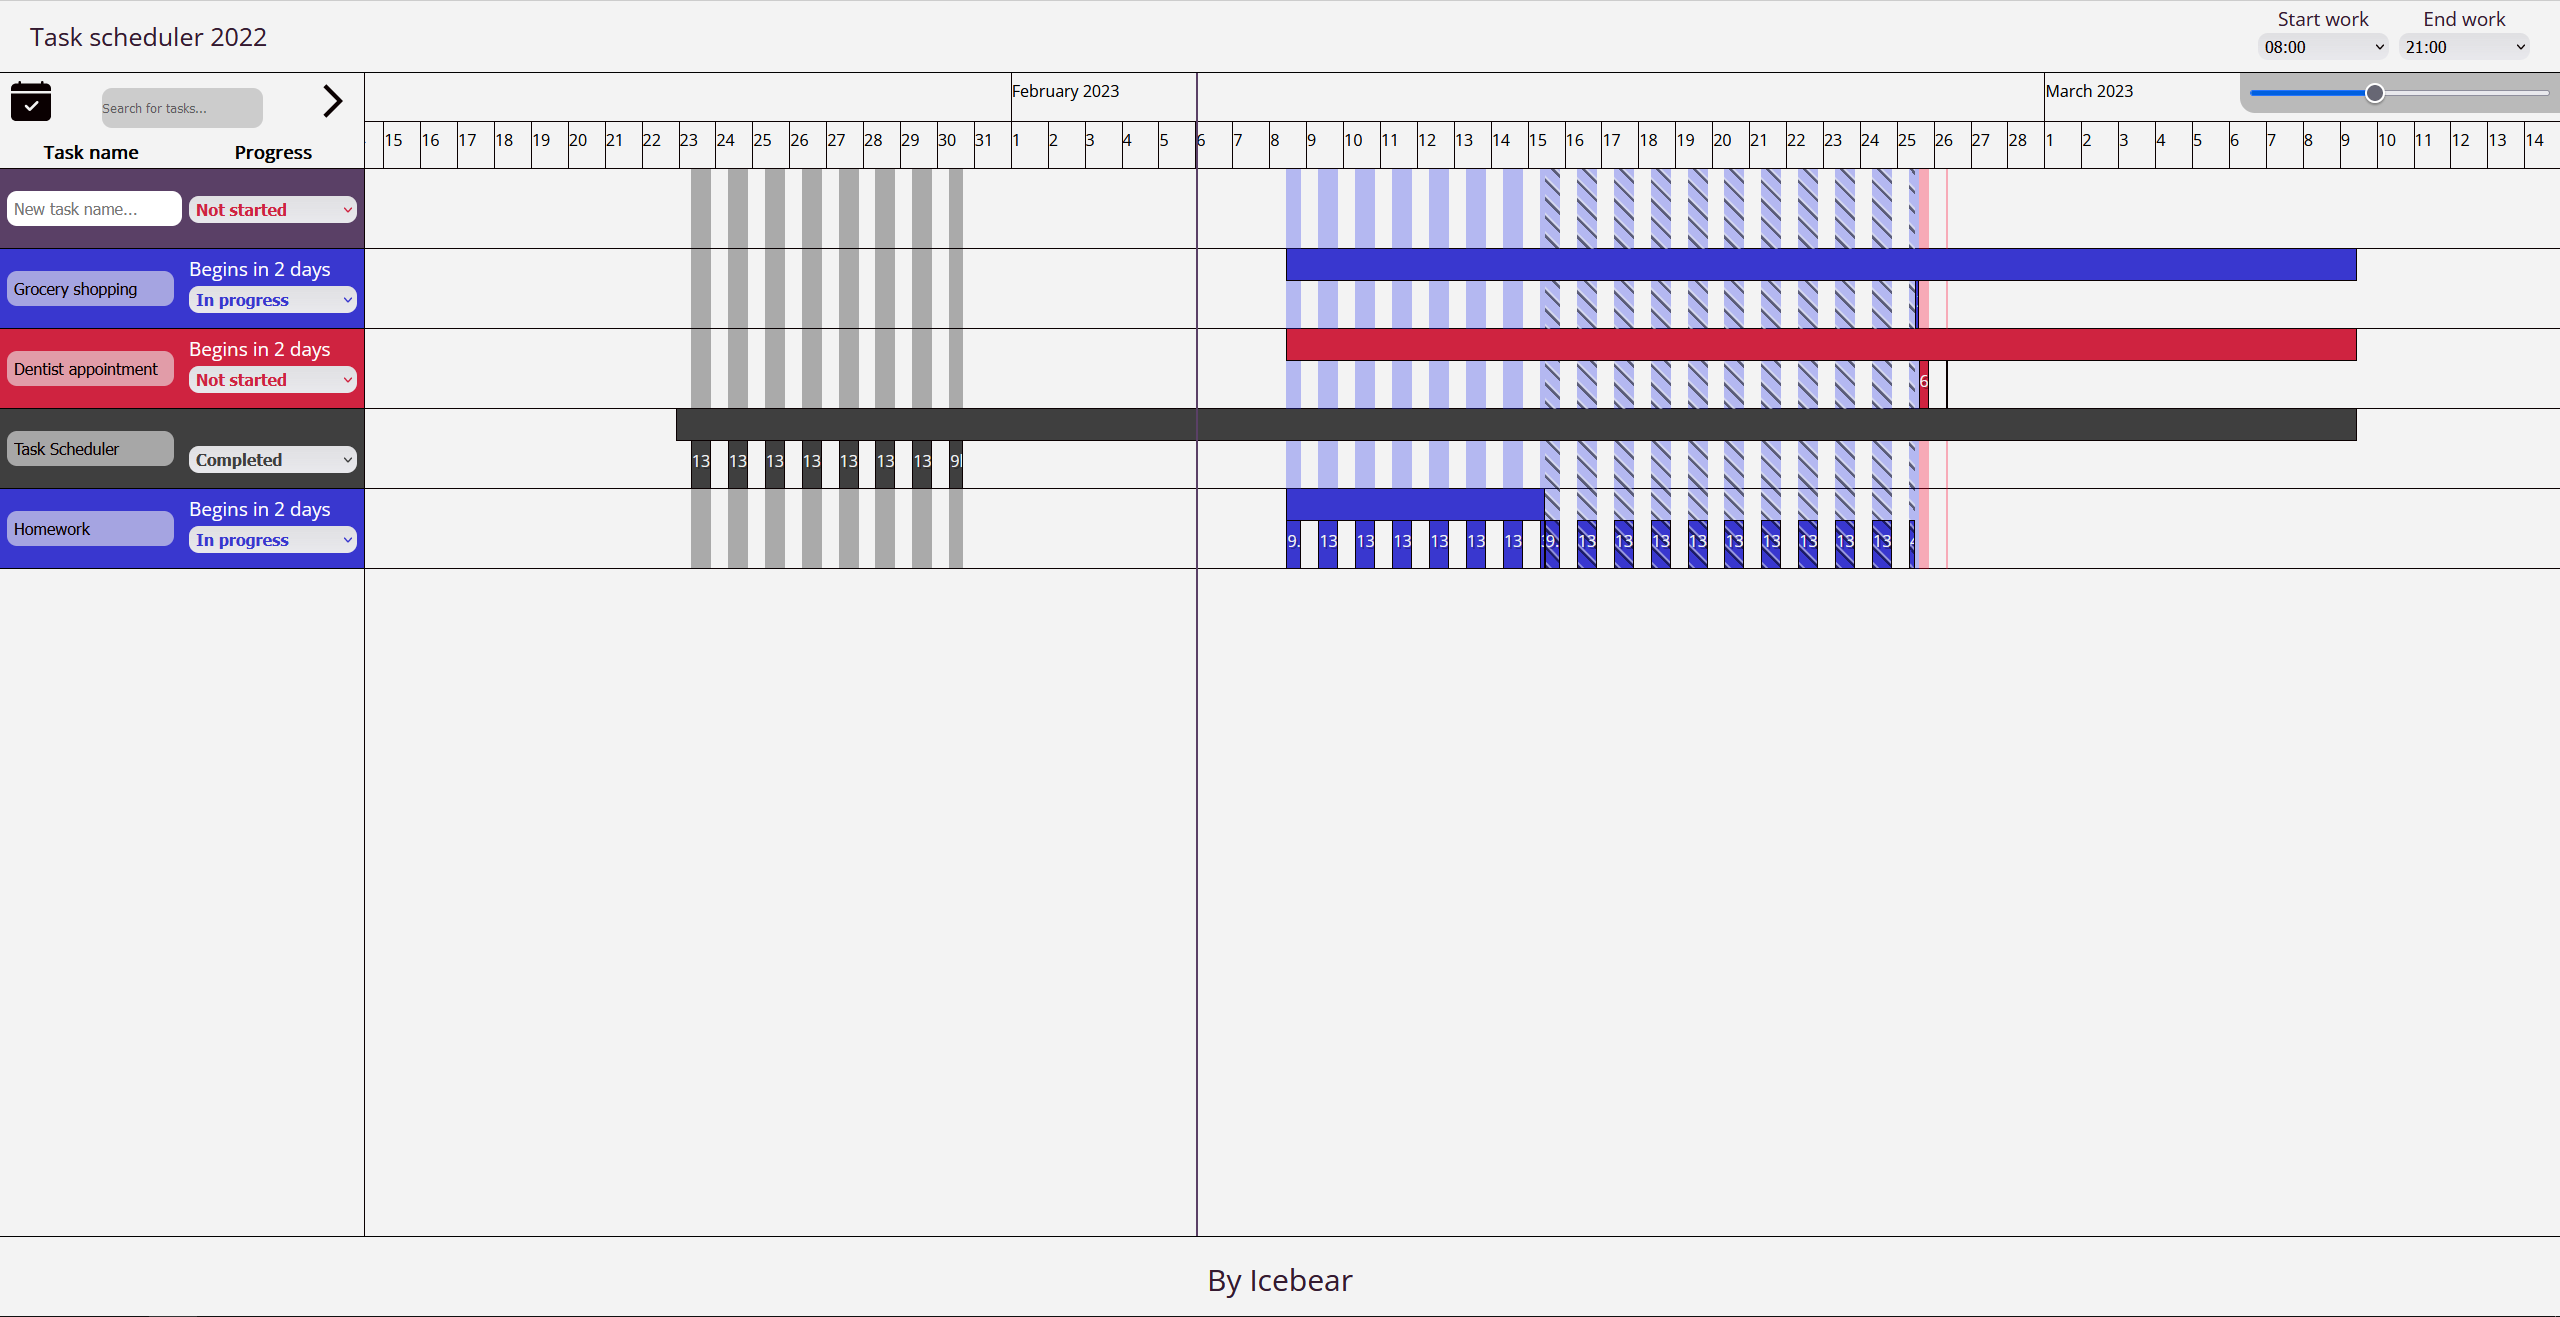 Task scheduler 2022
Start work End work
08:00 21:00
February 2023 March 2023
Search for tasks...
15 16 17 18 19 20 21 22 23 24 25 26 27 28 29 30 31 1 2 3 4 5 6 7 8 9 10 11 12 13 14 15 16 17 18 19 20 21 22 23 24 25 26 27 28 1 2 3 4 5 6 7 8 9 10 11 12 13 14
Task name Progress
New task name... Not started
Begins in 2 days
Grocery shopping In progress
Begins in 2 days
Dentist appointment Not started 6
Task Scheduler Completed 13 13 13 13 13 13 13 9
Begins in 2 days
Homework In progress 9. 13 13 13 13 13 13 9. 13 13 13 13 13 13 13 13 13
By Icebear